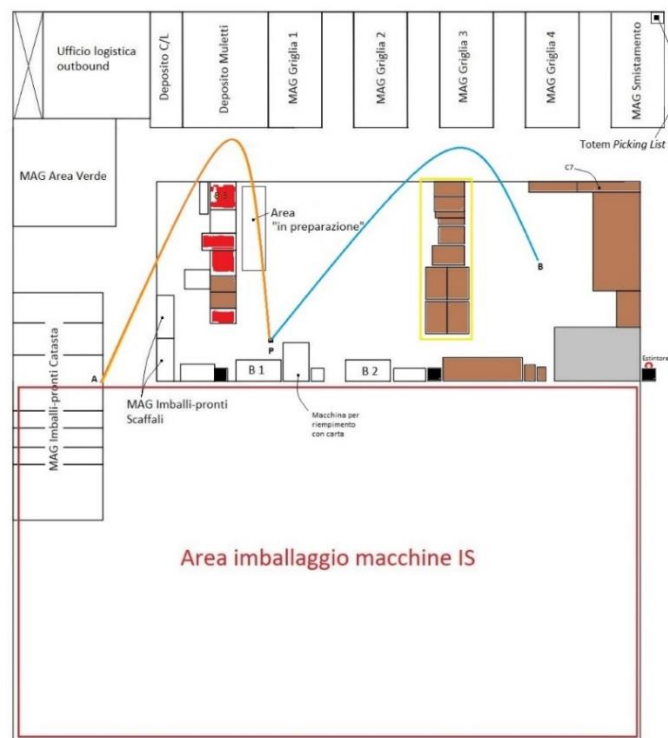 Ufficio logistica
outbound
Deposito C/L
Deposito Muletti
MAG Griglia 1
MAG Griglia 2
MAG Griglia 3
MAG Griglia 4
MAG Smistamento
Totem Picking List
MAG Area Verde
C7
Area
"in preparazione"
B
P
A
MAG Imballi-pronti Catasta
MAG Imballi-pronti
Scaffali
B 1
B 2
Macchina per
riempimento
con carta
Estintore
Area imballaggio macchine IS